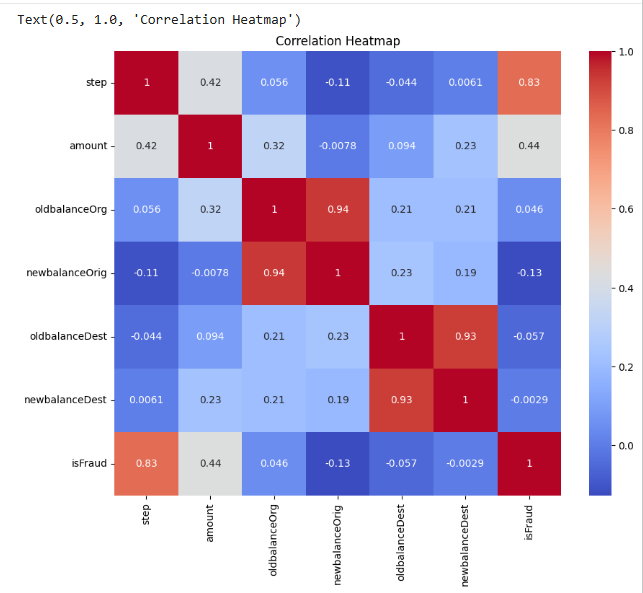 Text(0.5, 1.0, 'Correlation Heatmap')
Correlation Heatmap
step 1 0.42 0.056 -0.11 -0.044 0.0061 0.83
amount 0.42 1 0.32 -0.0078 0.094 0.23 0.44
oldbalanceOrg 0.056 0.32 1 0.94 0.21 0.21 0.046
newbalanceOrig -0.11 -0.0078 0.94 1 0.23 0.19 -0.13
oldbalanceDest -0.044 0.094 0.21 0.23 1 0.93 -0.057
newbalanceDest 0.0061 0.23 0.21 0.19 0.93 1 -0.0029
isFraud 0.83 0.44 0.046 -0.13 -0.057 -0.0029 1
step amount oldbalanceOrg newbalanceOrig oldbalanceDest newbalanceDest isFraud
1.0
0.8
0.6
0.4
0.2
0.0